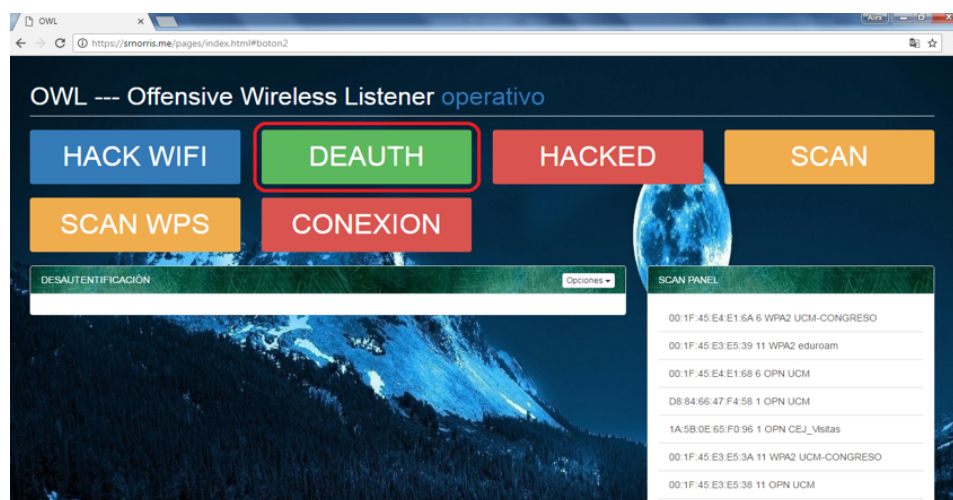 OWL
Alex
https://srnorris.me/pages/index.html#boton2
OWL --- Offensive Wireless Listener operativo
HACK WIFI
DEAUTH
HACKED
SCAN
SCAN WPS
CONEXION
DESAUTENTIFICACIÓN
Opciones
SCAN PANEL
00:1F:45:E4:E1:6A 6 WPA2 UCM-CONGRESO
00:1F:45:E3:E5:39 11 WPA2 eduroam
00:1F:45:E4:E1:68 6 OPN UCM
D8:84:66:47:F4:58 1 OPN UCM
1A:5B:0E:65:F0:96 1 OPN CEJ_Visitas
00:1F:45:E3:E5:3A 11 WPA2 UCM-CONGRESO
00:1F:45:E3:E5:38 11 OPN UCM